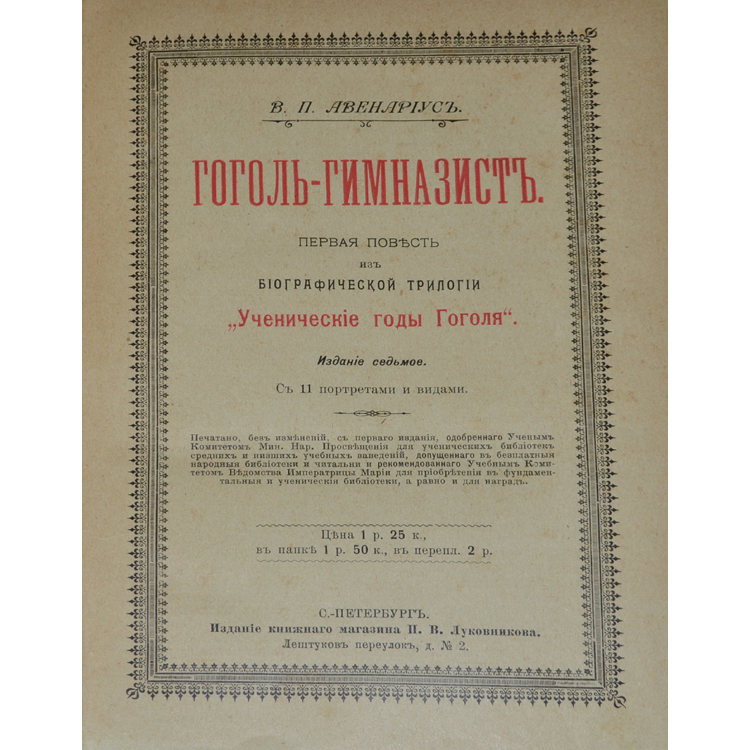 В. П. АВЕНАРІУСЪ.
ГОГОЛЬ-ГИМНАЗИСТЪ.
ПЕРВАЯ ПОВѢСТЬ
ИЗЪ
БІОГРАФИЧЕСКОЙ ТРИЛОГІИ
„Ученическіе годы Гоголя“.
Изданіе седьмое.
Съ 11 портретами и видами.
Печатано, безъ измѣненій, съ перваго изданія, одобреннаго Ученымъ
Комитетомъ Мин. Нар. Просвѣщенія для ученическихъ библіотекъ
среднихъ и низшихъ учебныхъ заведеній, допущеннаго въ безплатныя
народныя библіотеки и читальни и рекомендованнаго Учебнымъ Коми-
тетомъ Вѣдомства Императрицы Маріи для пріобрѣтенія въ фундамен-
тальныя и ученическія библіотеки, а равно и для наградъ.
Цѣна 1 р. 25 к.,
въ папкѣ 1 р. 50 к., въ перепл. 2 р.
С.-ПЕТЕРБУРГЪ.
Изданіе книжнаго магазина П. В. Луковникова.
Лештуковъ переулокъ, д. № 2.